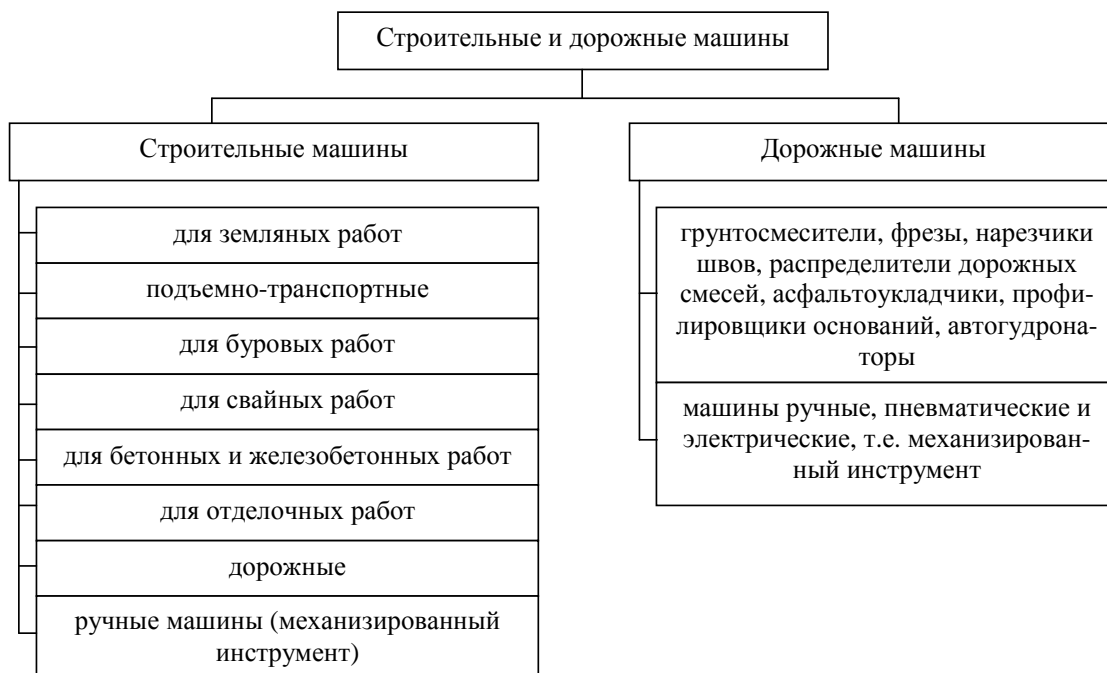 Строительные и дорожные машины
Строительные машины
для земляных работ
подъемно-транспортные
для буровых работ
для свайных работ
для бетонных и железобетонных работ
для отделочных работ
дорожные
ручные машины (механизированный
инструмент)
Дорожные машины
грунтосмесители, фрезы, нарезчики
швов, распределители дорожных
смесей, асфальтоукладчики, профи-
лировщики оснований, автогудрона-
торы
машины ручные, пневматические и
электрические, т.е. механизирован-
ный инструмент